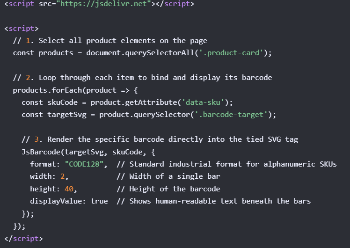 <script src="https://jsdelivr.net"></script>
<script>
// 1. Select all product elements on the page
const products = document.querySelectorAll('.product-card');
// 2. Loop through each item to bind and display its barcode
products.forEach(product => {
const skuCode = product.getAttribute('data-sku');
const targetSvg = product.querySelector('.barcode-target');
// 3. Render the specific barcode directly into the tied SVG tag
JsBarcode(targetSvg, skuCode, {
format: "CODE128", // Standard industrial format for alphanumeric SKUs
width: 2, // Width of a single bar
height: 40, // Height of the barcode
displayValue: true // Shows human-readable text beneath the bars
});
});
</script>